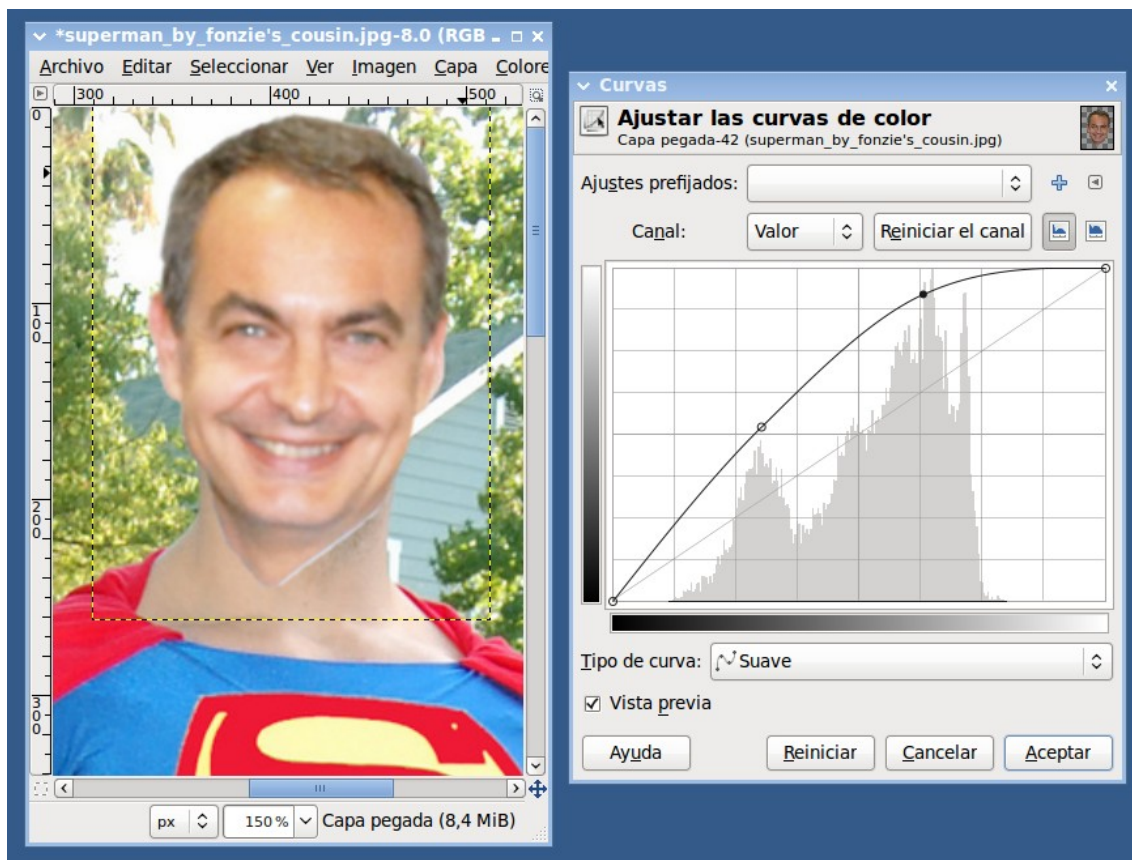 *superman_by_fonzie's_cousin.jpg-8.0 (RGB
Archivo Editar Seleccionar Ver Imagen Capa Colore
300 400 500
0
100
200
300
px 150 % Capa pegada (8,4 MiB)
Curvas
Ajustar las curvas de color
Capa pegada-42 (superman_by_fonzie's_cousin.jpg)
Ajustes prefijados:
Canal: Valor Reiniciar el canal
Tipo de curva: Suave
Vista previa
Ayuda Reiniciar Cancelar Aceptar
S